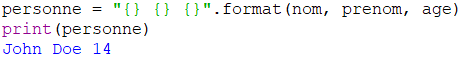 personne = "{} {} {}".format(nom, prenom, age)
print(personne)
John Doe 14